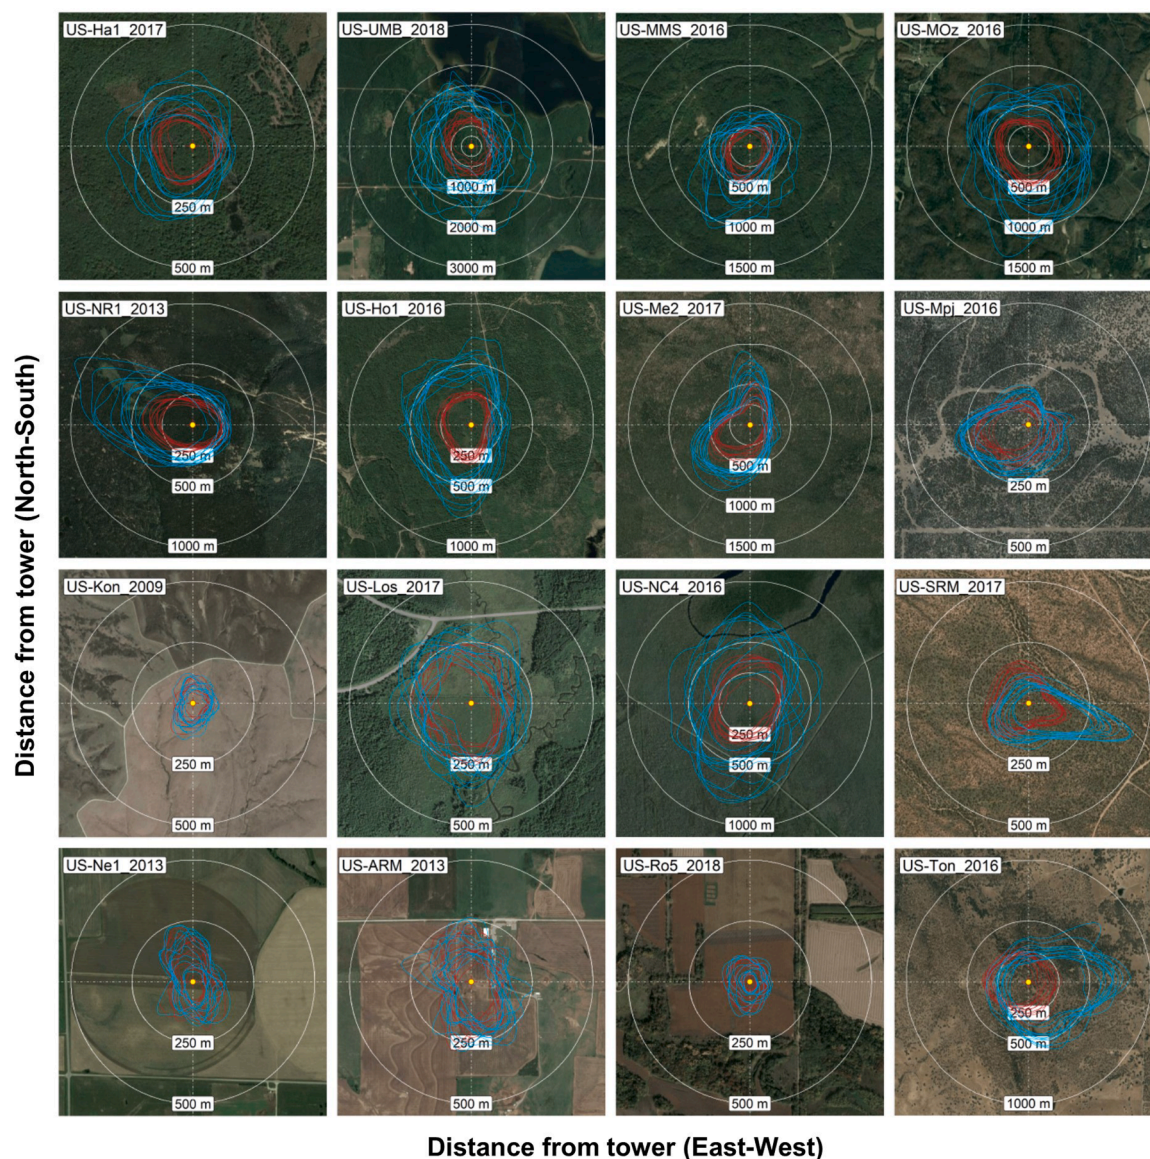 US-Ha1_2017
250 m
500 m
US-UMB_2018
1000 m
2000 m
3000 m
US-MMS_2016
500 m
1000 m
1500 m
US-MOz_2016
500 m
1000 m
1500 m
US-NR1_2013
250 m
500 m
1000 m
US-Ho1_2016
250 m
500 m
1000 m
US-Me2_2017
500 m
1000 m
1500 m
US-Mpj_2016
250 m
500 m
US-Kon_2009
250 m
500 m
US-Los_2017
250 m
500 m
US-NC4_2016
250 m
500 m
1000 m
US-SRM_2017
250 m
500 m
US-Ne1_2013
250 m
500 m
US-ARM_2013
250 m
500 m
US-Ro5_2018
250 m
500 m
US-Ton_2016
250 m
500 m
1000 m
Distance from tower (North-South)
Distance from tower (East-West)